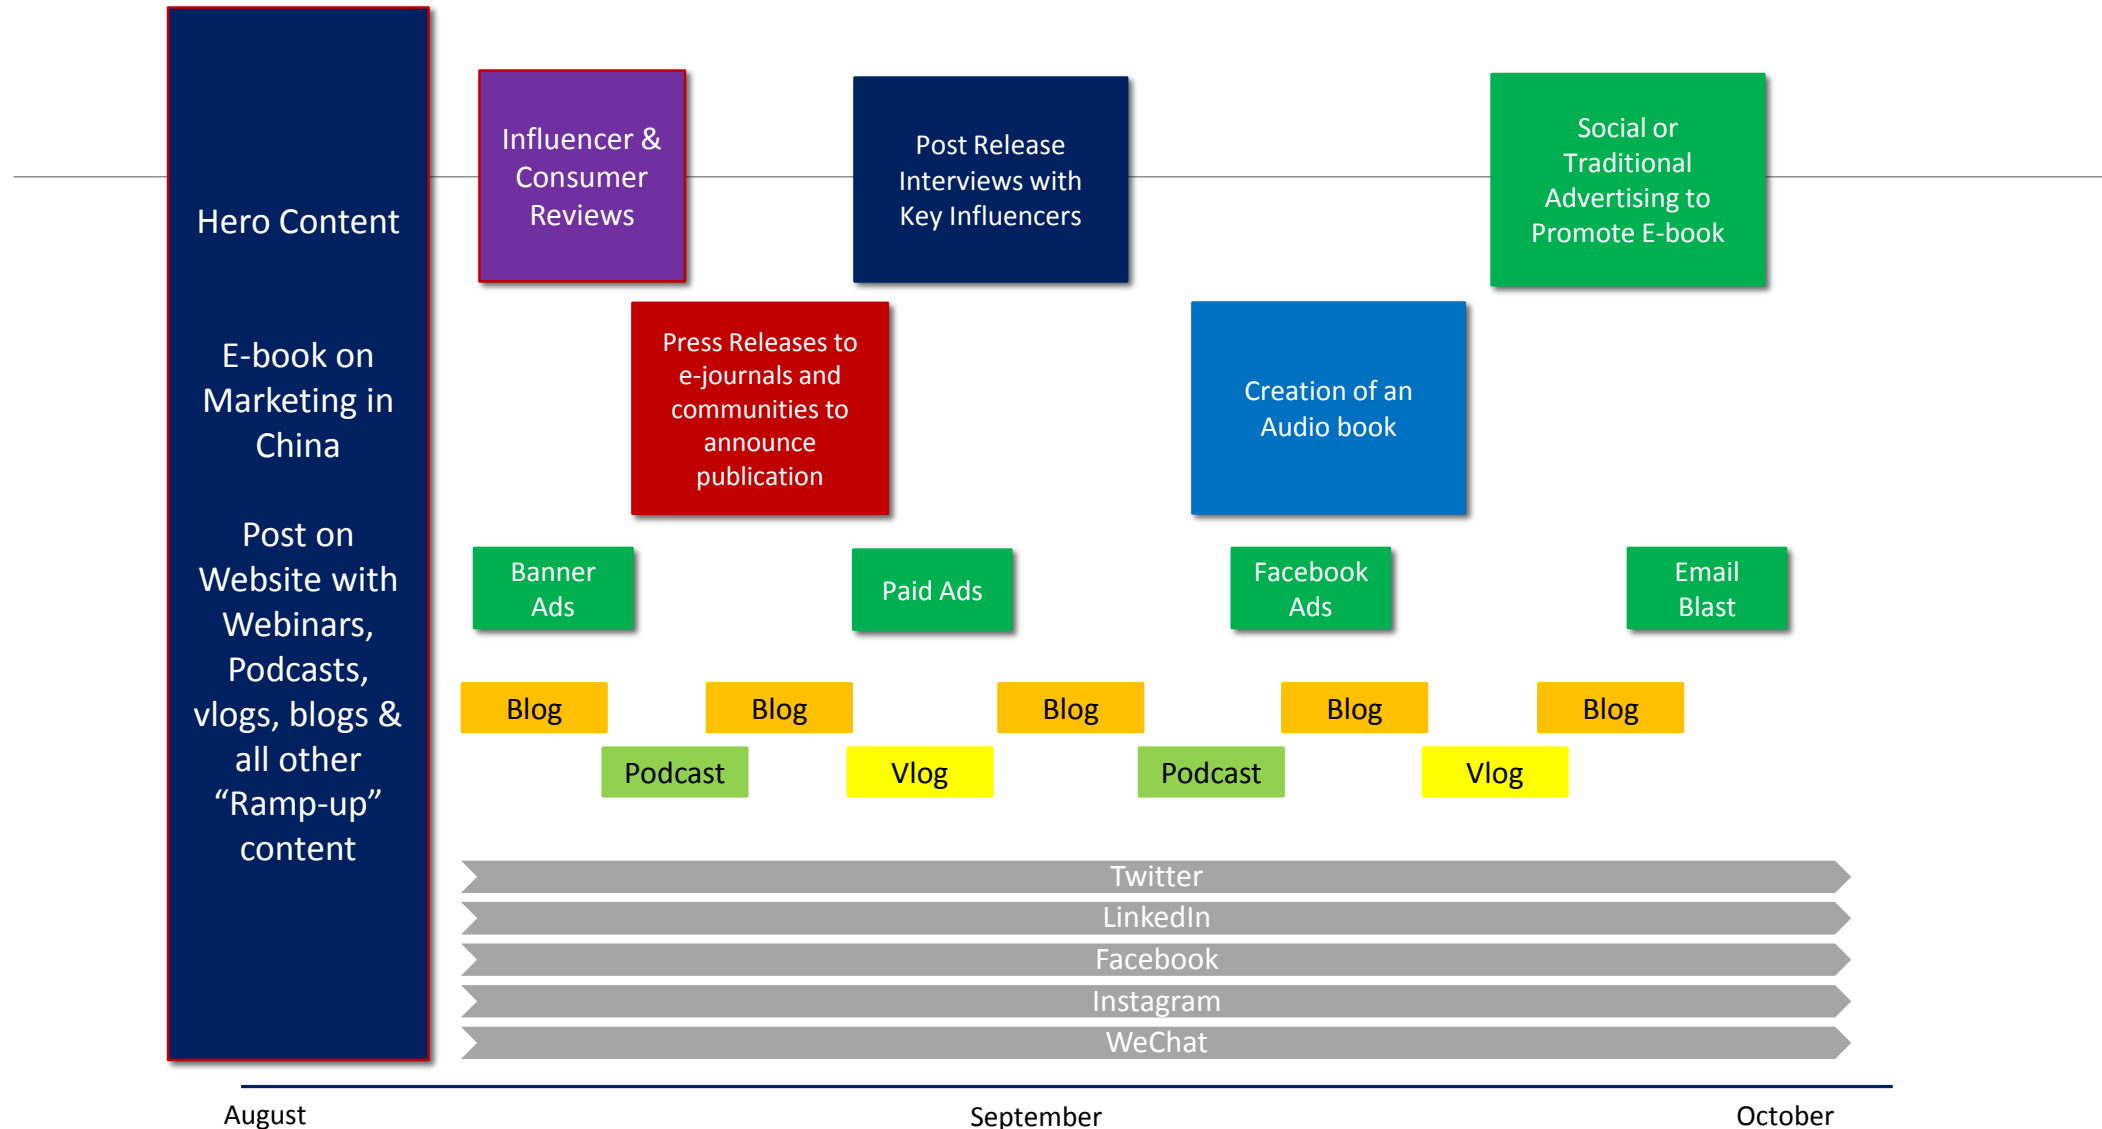 Hero Content
E-book on
Marketing in
China
Post on
Website with
Webinars,
Podcasts,
vlogs, blogs &
all other
“Ramp-up”
content
Influencer &
Consumer
Reviews
Post Release
Interviews with
Key Influencers
Social or
Traditional
Advertising to
Promote E-book
Press Releases to
e-journals and
communities to
announce
publication
Creation of an
Audio book
Banner
Ads
Paid Ads
Facebook
Ads
Email
Blast
Blog
Blog
Blog
Blog
Blog
Podcast
Vlog
Podcast
Vlog
Twitter
LinkedIn
Facebook
Instagram
WeChat
August
September
October